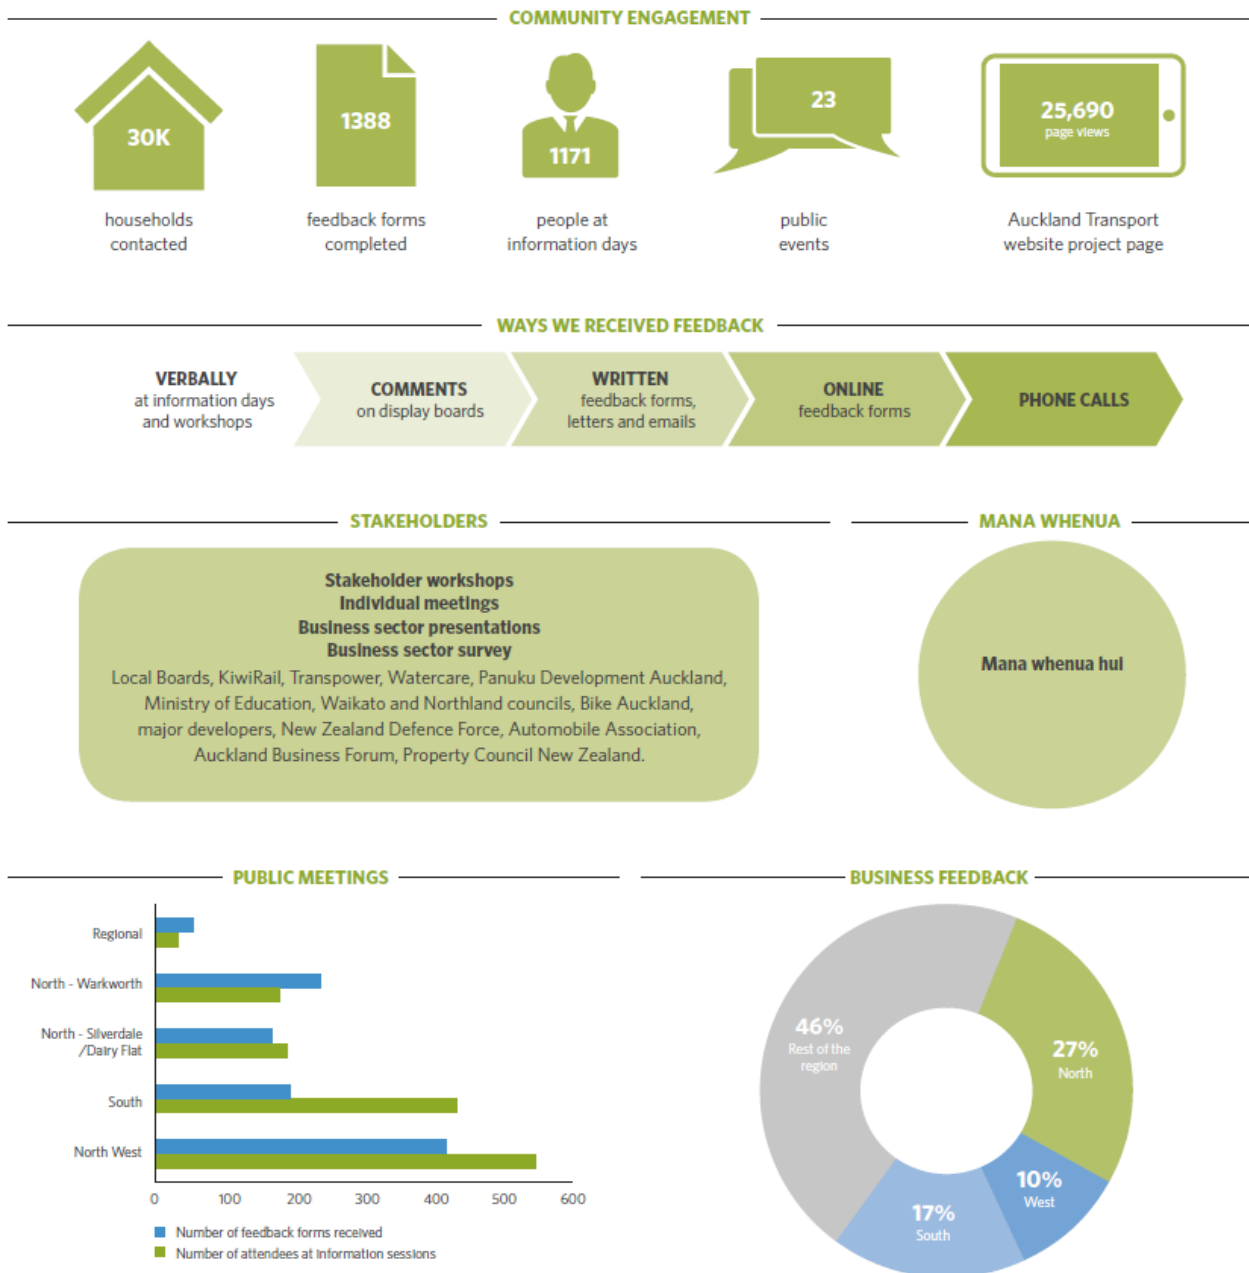 COMMUNITY ENGAGEMENT
30K
households
contacted
1388
feedback forms
completed
1171
people at
information days
23
public
events
25,690
page views
Auckland Transport
website project page
WAYS WE RECEIVED FEEDBACK
VERBALLY
at information days
and workshops
COMMENTS
on display boards
WRITTEN
feedback forms,
letters and emails
ONLINE
feedback forms
PHONE CALLS
STAKEHOLDERS
Stakeholder workshops
Individual meetings
Business sector presentations
Business sector survey
Local Boards, KiwiRail, Transpower, Watercare, Panuku Development Auckland,
Ministry of Education, Waikato and Northland councils, Bike Auckland,
major developers, New Zealand Defence Force, Automobile Association,
Auckland Business Forum, Property Council New Zealand.
MANA WHENUA
Mana whenua hui
PUBLIC MEETINGS
Regional
North - Warkworth
North - Silverdale
/Dairy Flat
South
North West
0 100 200 300 400 500 600
Number of feedback forms received
Number of attendees at information sessions
BUSINESS FEEDBACK
46%
Rest of the
region
27%
North
10%
West
17%
South